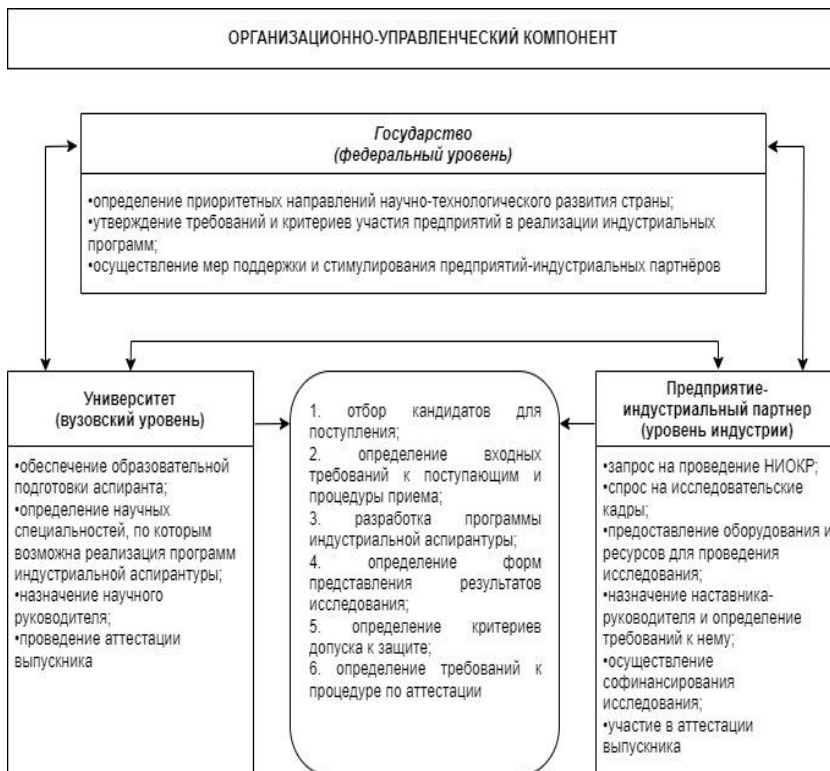 ОРГАНИЗАЦИОННО-УПРАВЛЕНЧЕСКИЙ КОМПОНЕНТ
Государство
(федеральный уровень)
•определение приоритетных направлений научно-технологического развития страны;
•утверждение требований и критериев участия предприятий в реализации индустриальных
программ;
•осуществление мер поддержки и стимулирования предприятий-индустриальных партнёров
Университет
(вузовский уровень)
•обеспечение образовательной
подготовки аспиранта;
•определение научных
специальностей, по которым
возможна реализация программ
индустриальной аспирантуры;
•назначение научного
руководителя;
•проведение аттестации
выпускника
1. отбор кандидатов для
поступления;
2. определение входных
требований к поступающим и
процедуры приема;
3. разработка программы
индустриальной аспирантуры;
4. определение форм
представления результатов
исследования;
5. определение критериев
допуска к защите;
6. определение требований к
процедуре по аттестации
Предприятие-
индустриальный партнер
(уровень индустрии)
•запрос на проведение НИОКР;
•спрос на исследовательские
кадры;
•предоставление оборудования и
ресурсов для проведения
исследования;
•назначение наставника-
руководителя и определение
требований к нему;
•осуществление
софинансирования
исследования;
•участие в аттестации
выпускника